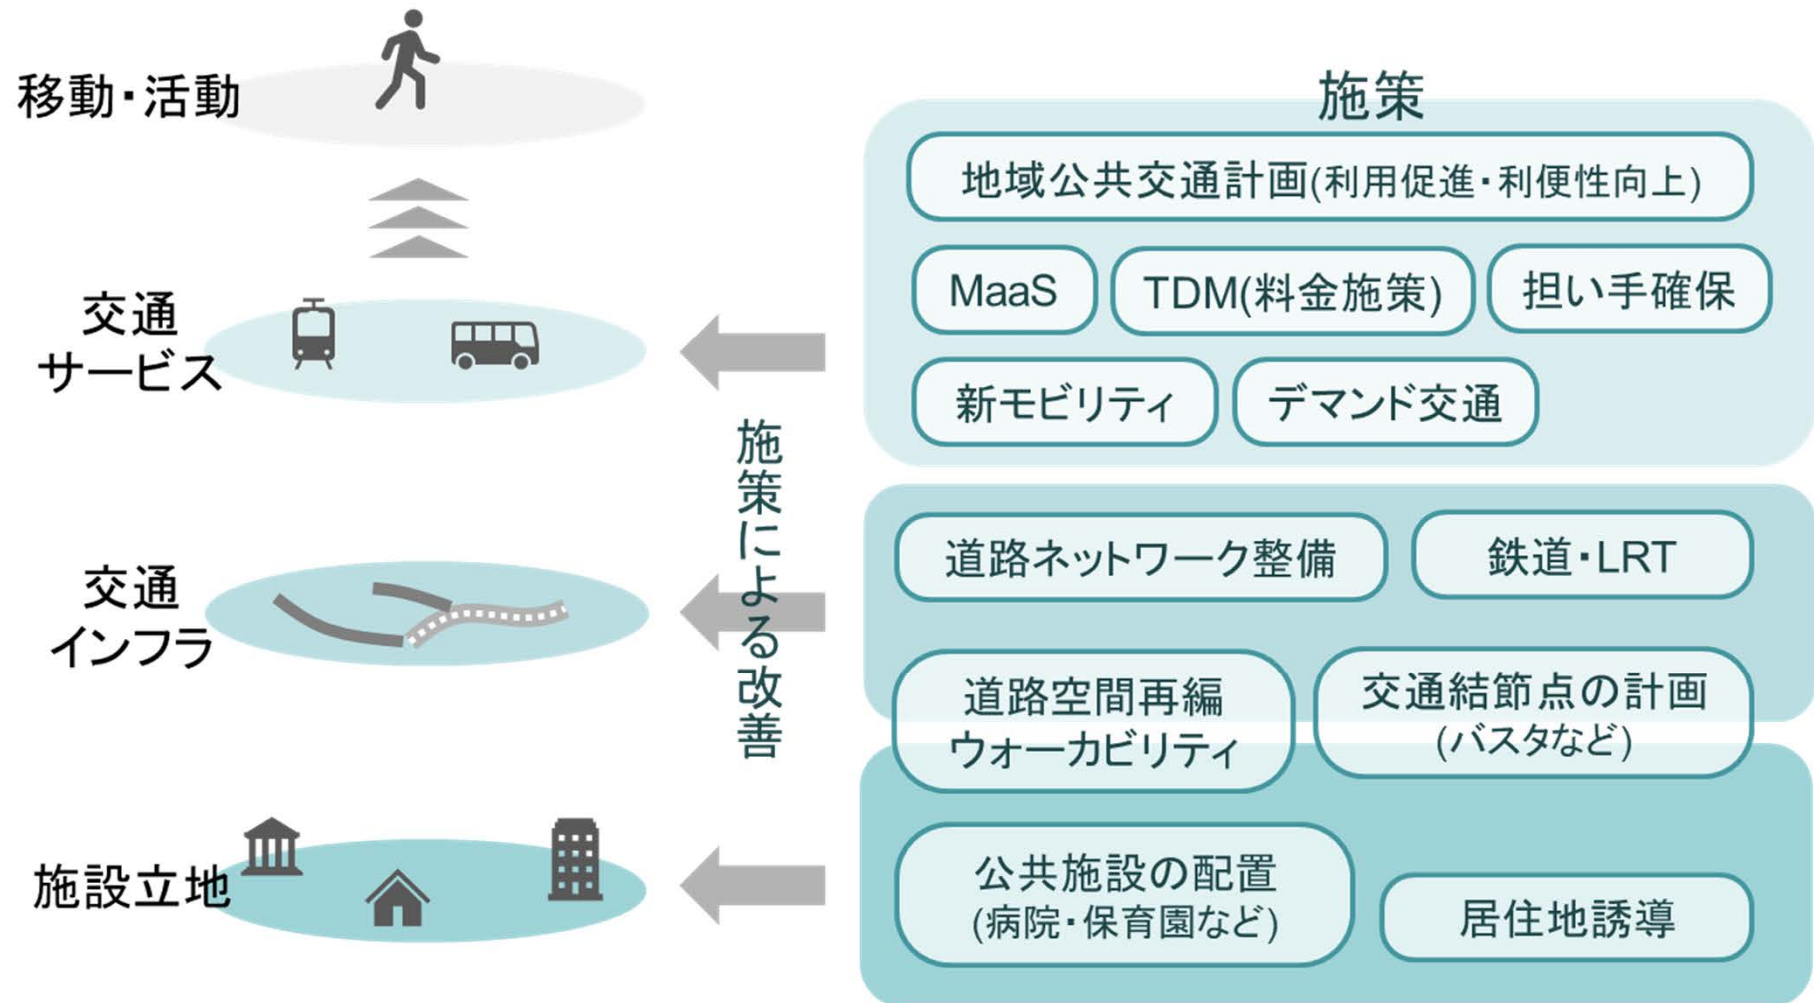 移動・活動
交通
サービス
交通
インフラ
施設立地
施策による改善
施策
地域公共交通計画(利用促進・利便性向上)
MaaS
TDM(料金施策)
担い手確保
新モビリティ
デマンド交通
道路ネットワーク整備
鉄道・LRT
道路空間再編
ウォーカビリティ
交通結節点の計画
(バスタなど)
公共施設の配置
(病院・保育園など)
居住地誘導